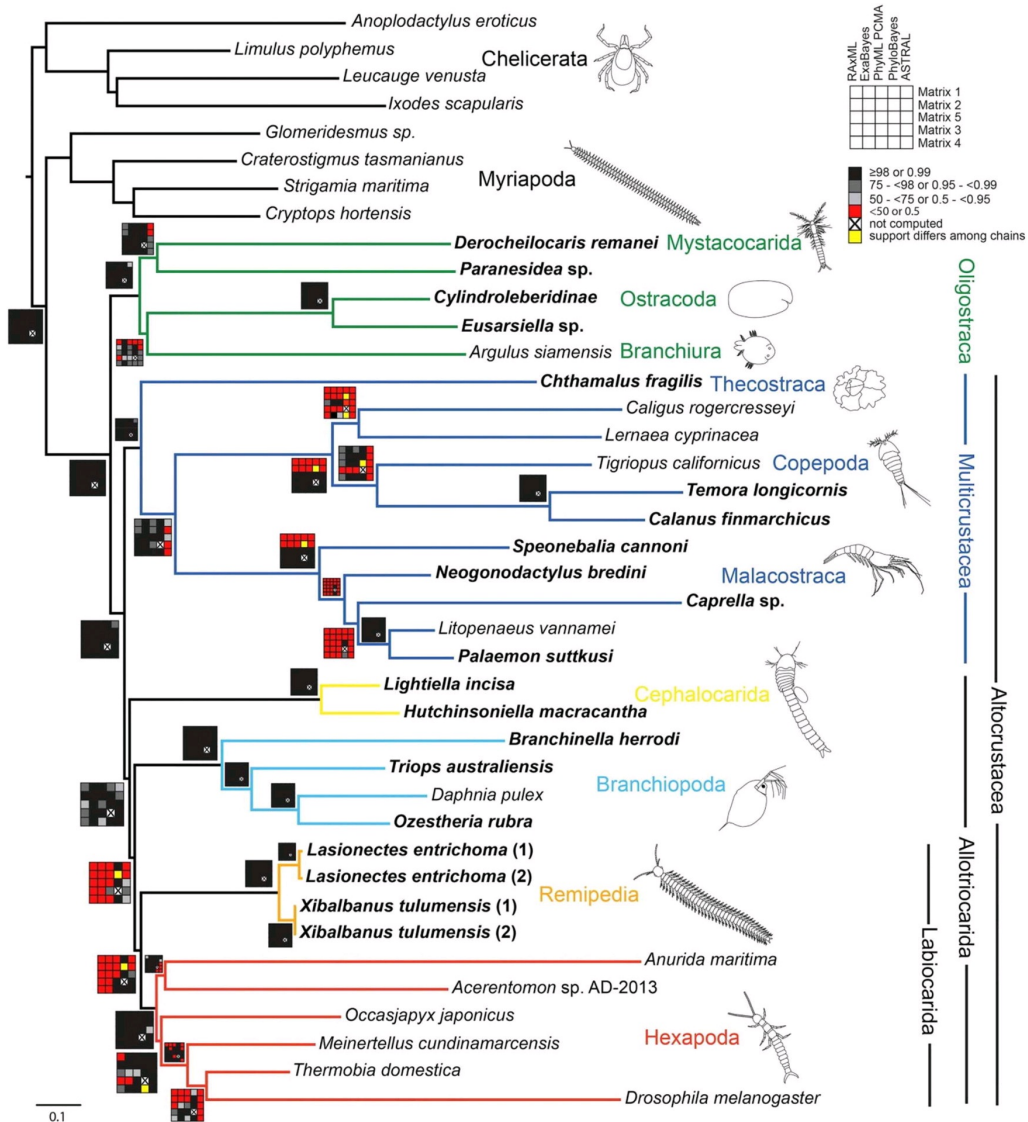 Anoplodactylus eroticus
Limulus polyphemus
Chelicerata
Leucauge venusta
Ixodes scapularis
RAxML
ExaBayes
PhyML PCMA
PhyloBayes
ASTRAL
Matrix 1
Matrix 2
Matrix 5
Matrix 3
Matrix 4
≥98 or 0.99
75 - <98 or 0.95 - <0.99
50 - <75 or 0.5 - <0.95
<50 or 0.5
not computed
support differs among chains
Glomeridesmus sp.
Craterostigmus tasmanianus
Myriapoda
Strigamia maritima
Cryptops hortensis
Derocheilocaris remanei Mystacocarida
Paranesidea sp.
Cylindroleberidinae Ostracoda
Eusarsiella sp.
Argulus siamensis Branchiura
Oligostraca
Chthamalus fragilis Thecostraca
Caligus rogercresseyi
Lernaea cyprinacea
Tigriopus californicus Copepoda
Temora longicornis
Calanus finmarchicus
Multicrustacea
Speonebalia cannoni
Neogonodactylus bredini Malacostraca
Caprella sp.
Litopenaeus vannamei
Palaemon suttkusi
Lightiella incisa Cephalocarida
Hutchinsoniella macracantha
Altocrustacea
Branchinella herrodi
Triops australiensis Branchiopoda
Daphnia pulex
Ozestheria rubra
Allotriocarida
Lasionectes entrichoma (1)
Lasionectes entrichoma (2) Remipedia
Xibalbanus tulumensis (1)
Xibalbanus tulumensis (2)
Labiocarida
Anurida maritima
Acerentomon sp. AD-2013
Occasjapyx japonicus
Meinertellus cundinamarcensis Hexapoda
Thermobia domestica
Drosophila melanogaster
0.1